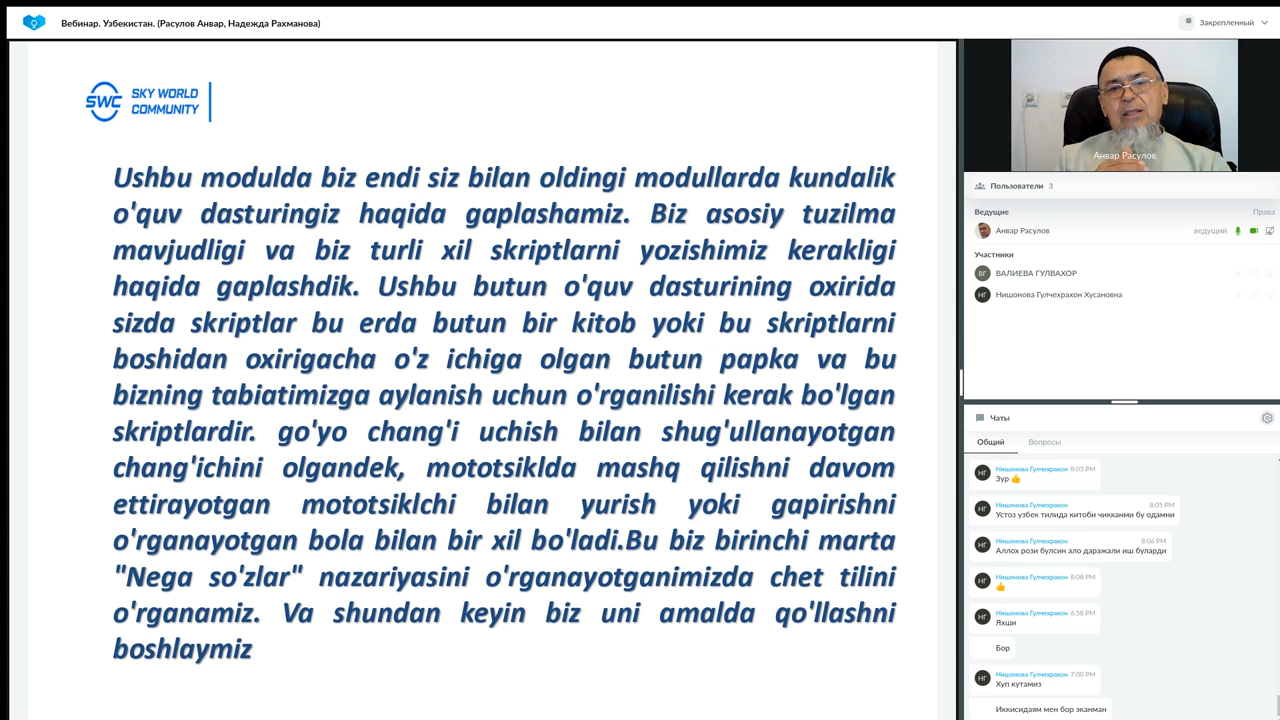 Вебинар. Узбекистан. (Расулов Анвар, Надежда Рахманова)
Закрепленный
SWC
SKY WORLD
COMMUNITY
Ushbu modulda biz endi siz bilan oldingi modullarda kundalik
o'quv dasturingiz haqida gaplashamiz. Biz asosiy tuzilma
mavjudligi va biz turli xil skriptlarni yozishimiz kerakligi
haqida gaplashdik. Ushbu butun o'quv dasturining oxirida
sizda skriptlar bu erda butun bir kitob yoki bu skriptlarni
boshidan oxirigacha o'z ichiga olgan butun papka va bu
bizning tabiatimizga aylanish uchun o'rganilishi kerak bo'lgan
skriptlardir. go'yo chang'i uchish bilan shug'ullanayotgan
chang'ichini olgandek, mototsiklda mashq qilishni davom
ettirayotgan mototsiklchi bilan yurish yoki gapirishni
o'rganayotgan bola bilan bir xil bo'ladi.Bu biz birinchi marta
"Nega so'zlar" nazariyasini o'rganayotganimizda chet tilini
o'rganamiz. Va shundan keyin biz uni amalda qo'llashni
boshlaymiz
Анвар Расулов
Пользователи 3
Ведущие Права
Анвар Расулов ведущий
Участники
ВГ ВАЛИЕВА ГУЛВАХОР
НГ Нишонова Гулчехрахон Хусановна
Чаты
Общий Вопросы
НГ Нишонова Гулчехрахон 8:03 PM
Зур 👍
НГ Нишонова Гулчехрахон 8:05 PM
Устоз узбек тилида китоби чикканми бу одамни
НГ Нишонова Гулчехрахон 8:06 PM
Аллох рози булсин ало даражали иш буларди
НГ Нишонова Гулчехрахон 8:08 PM
👍
НГ Нишонова Гулчехрахон 6:58 PM
Яхши
Бор
НГ Нишонова Гулчехрахон 7:00 PM
Хуп кутамиз
Иккисидаям мен бор эканман